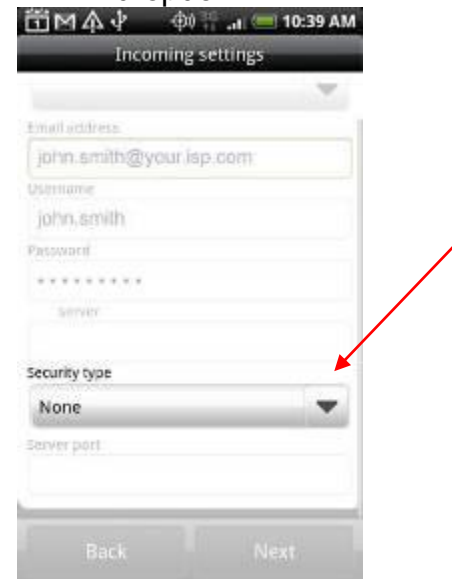 10:39 AM
Incoming settings
Email address
john.smith@your.isp.com
Username
john.smith
Password
Server
Security type
None
Server port
Back
Next